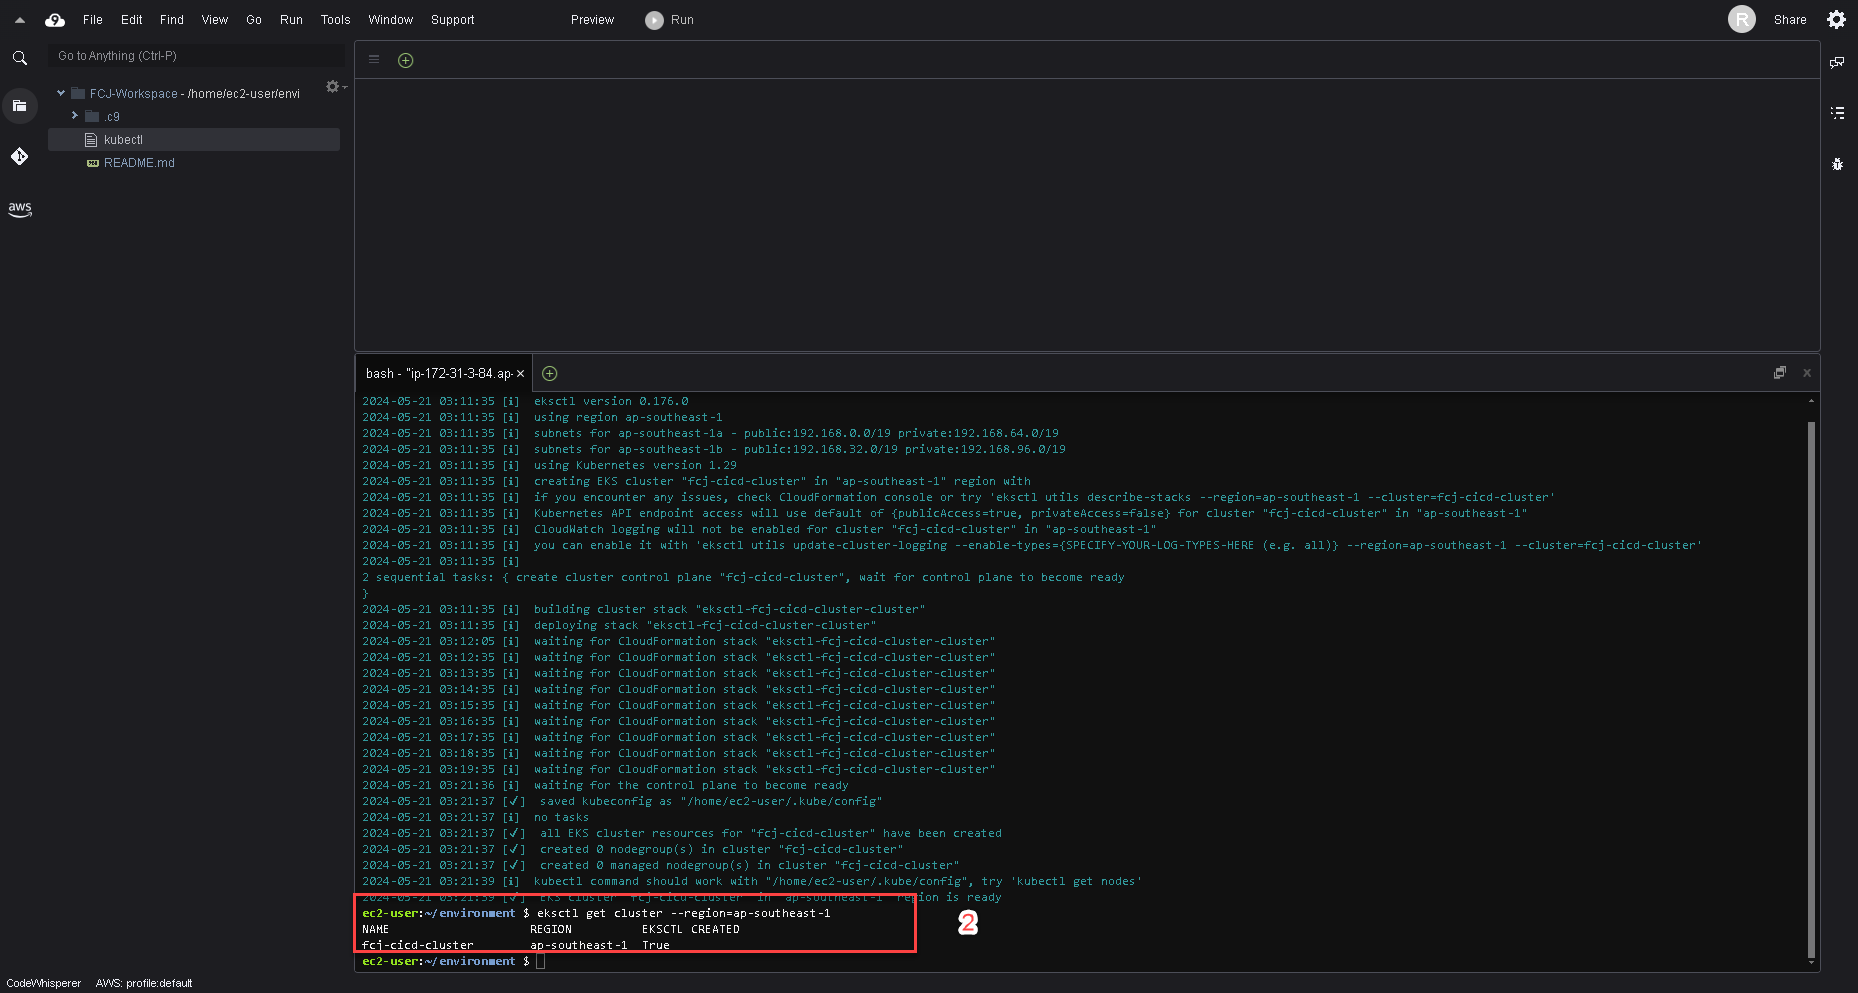 9 File Edit Find View Go Run Tools Window Support Preview Run R Share
Go to Anything (Ctrl-P)
FCJ-Workspace - /home/ec2-user/envi
.c9
kubectl
README.md
aws
bash - "ip-172-31-3-84.ap- ×
2024-05-21 03:11:35 [i]  eksctl version 0.176.0
2024-05-21 03:11:35 [i]  using region ap-southeast-1
2024-05-21 03:11:35 [i]  subnets for ap-southeast-1a - public:192.168.0.0/19 private:192.168.64.0/19
2024-05-21 03:11:35 [i]  subnets for ap-southeast-1b - public:192.168.32.0/19 private:192.168.96.0/19
2024-05-21 03:11:35 [i]  using Kubernetes version 1.29
2024-05-21 03:11:35 [i]  creating EKS cluster "fcj-cicd-cluster" in "ap-southeast-1" region with
2024-05-21 03:11:35 [i]  if you encounter any issues, check CloudFormation console or try 'eksctl utils describe-stacks --region=ap-southeast-1 --cluster=fcj-cicd-cluster'
2024-05-21 03:11:35 [i]  Kubernetes API endpoint access will use default of {publicAccess=true, privateAccess=false} for cluster "fcj-cicd-cluster" in "ap-southeast-1"
2024-05-21 03:11:35 [i]  CloudWatch logging will not be enabled for cluster "fcj-cicd-cluster" in "ap-southeast-1"
2024-05-21 03:11:35 [i]  you can enable it with 'eksctl utils update-cluster-logging --enable-types={SPECIFY-YOUR-LOG-TYPES-HERE (e.g. all)} --region=ap-southeast-1 --cluster=fcj-cicd-cluster'
2024-05-21 03:11:35 [i]
2 sequential tasks: { create cluster control plane "fcj-cicd-cluster", wait for control plane to become ready
}
2024-05-21 03:11:35 [i]  building cluster stack "eksctl-fcj-cicd-cluster-cluster"
2024-05-21 03:11:35 [i]  deploying stack "eksctl-fcj-cicd-cluster-cluster"
2024-05-21 03:12:05 [i]  waiting for CloudFormation stack "eksctl-fcj-cicd-cluster-cluster"
2024-05-21 03:12:35 [i]  waiting for CloudFormation stack "eksctl-fcj-cicd-cluster-cluster"
2024-05-21 03:13:35 [i]  waiting for CloudFormation stack "eksctl-fcj-cicd-cluster-cluster"
2024-05-21 03:14:35 [i]  waiting for CloudFormation stack "eksctl-fcj-cicd-cluster-cluster"
2024-05-21 03:15:35 [i]  waiting for CloudFormation stack "eksctl-fcj-cicd-cluster-cluster"
2024-05-21 03:16:35 [i]  waiting for CloudFormation stack "eksctl-fcj-cicd-cluster-cluster"
2024-05-21 03:17:35 [i]  waiting for CloudFormation stack "eksctl-fcj-cicd-cluster-cluster"
2024-05-21 03:18:35 [i]  waiting for CloudFormation stack "eksctl-fcj-cicd-cluster-cluster"
2024-05-21 03:19:35 [i]  waiting for CloudFormation stack "eksctl-fcj-cicd-cluster-cluster"
2024-05-21 03:21:36 [i]  waiting for the control plane to become ready
2024-05-21 03:21:37 [✓]  saved kubeconfig as "/home/ec2-user/.kube/config"
2024-05-21 03:21:37 [i]  no tasks
2024-05-21 03:21:37 [✓]  all EKS cluster resources for "fcj-cicd-cluster" have been created
2024-05-21 03:21:37 [✓]  created 0 nodegroup(s) in cluster "fcj-cicd-cluster"
2024-05-21 03:21:37 [✓]  created 0 managed nodegroup(s) in cluster "fcj-cicd-cluster"
2024-05-21 03:21:39 [i]  kubectl command should work with "/home/ec2-user/.kube/config", try 'kubectl get nodes'
2024-05-21 03:21:39 [✓]  EKS cluster "fcj-cicd-cluster" in "ap-southeast-1" region is ready
ec2-user:~/environment $ eksctl get cluster --region=ap-southeast-1
NAME REGION EKSCTL CREATED
fcj-cicd-cluster ap-southeast-1 True
2
ec2-user:~/environment $
CodeWhisperer AWS: profile:default